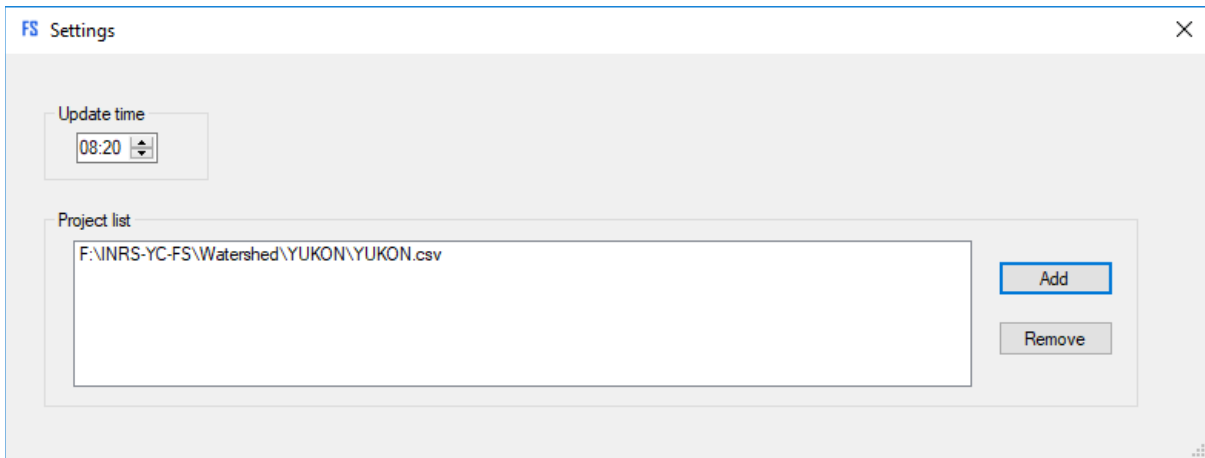 FS Settings
Update time
08:20
Project list
F:\INRS-YC-FS\Watershed\YUKON\YUKON.csv
Add
Remove